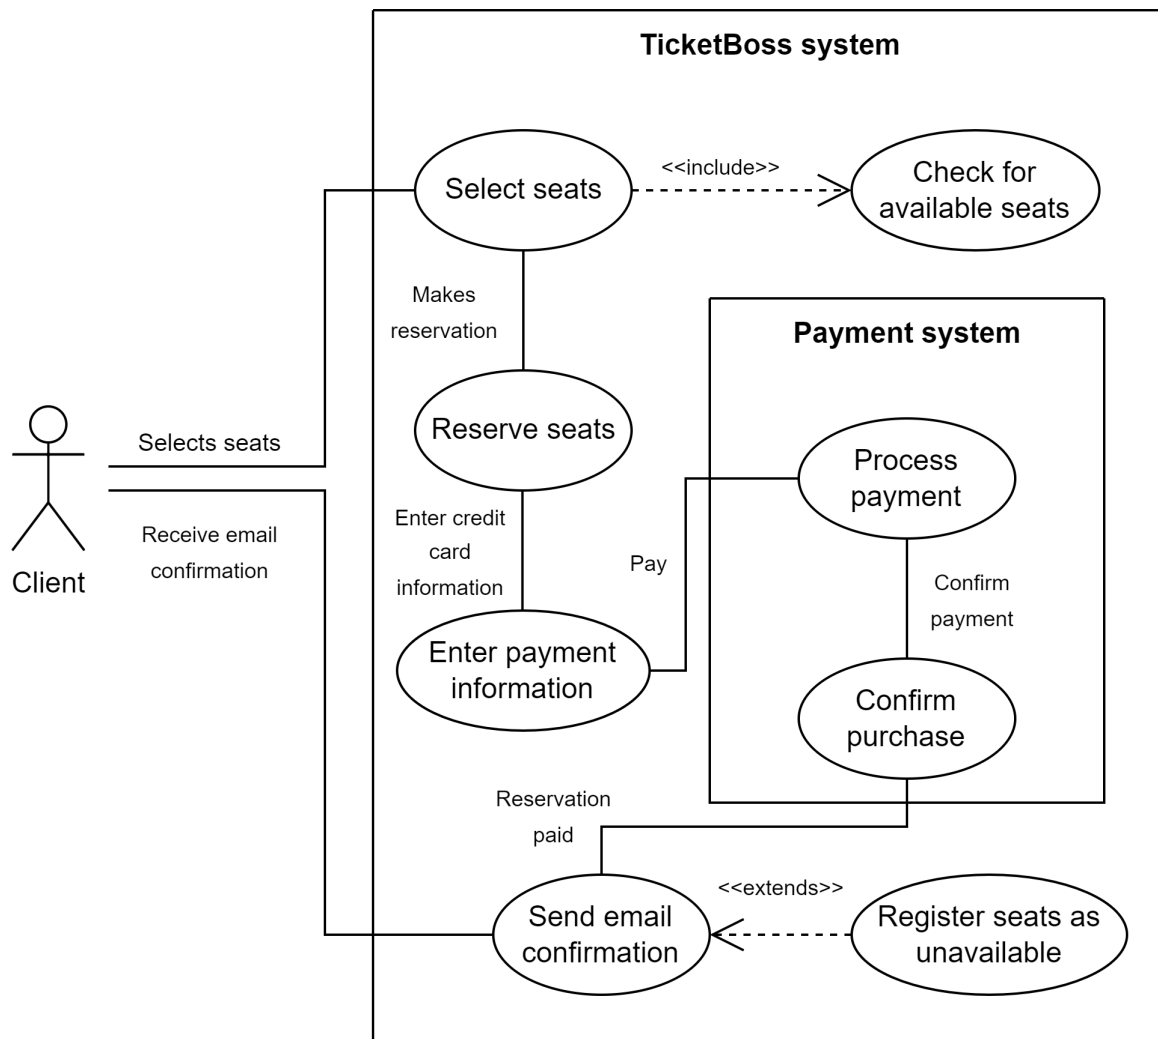 TicketBoss system
Select seats
<<include>>
Check for
available seats
Makes
reservation
Payment system
Reserve seats
Selects seats
Process
payment
Receive email
confirmation
Client
Enter credit
card
information
Pay
Confirm
payment
Enter payment
information
Confirm
purchase
Reservation
paid
Send email
confirmation
<<extends>>
Register seats as
unavailable